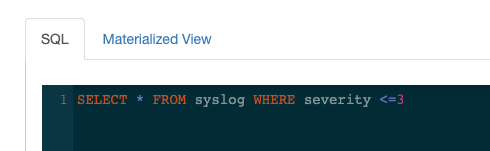 SQL
Materialized View
1 SELECT * FROM syslog WHERE severity <=3